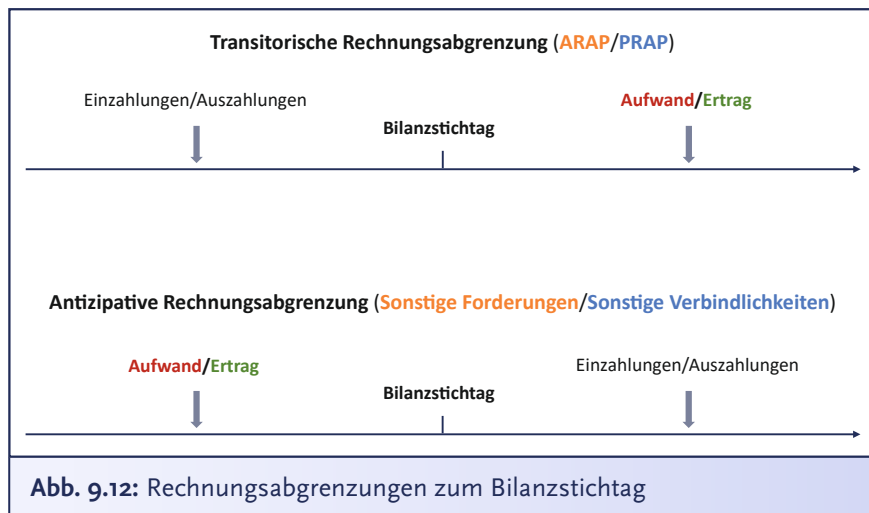 Transitorische Rechnungsabgrenzung (ARAP/PRAP)
Einzahlungen/Auszahlungen
Aufwand/Ertrag
Bilanzstichtag
Antizipative Rechnungsabgrenzung (Sonstige Forderungen/Sonstige Verbindlichkeiten)
Aufwand/Ertrag
Einzahlungen/Auszahlungen
Bilanzstichtag
Abb. 9.12: Rechnungsabgrenzungen zum Bilanzstichtag